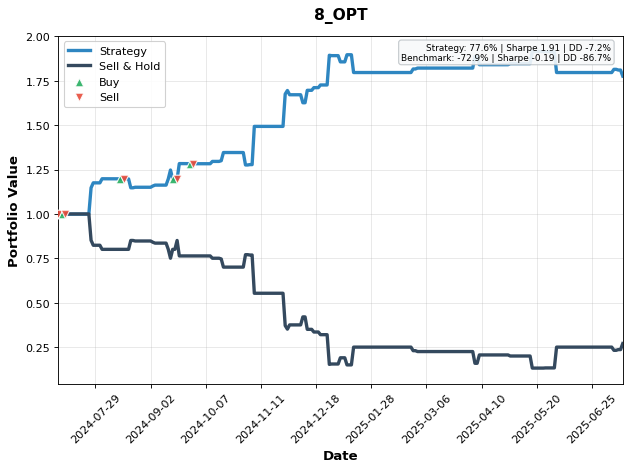 8_OPT
Strategy: 77.6% | Sharpe 1.91 | DD -7.2%
Benchmark: -72.9% | Sharpe -0.19 | DD -86.7%
Strategy
Sell & Hold
Buy
Sell
Portfolio Value
2.00
1.75
1.50
1.25
1.00
0.75
0.50
0.25
2024-07-29
2024-09-02
2024-10-07
2024-11-11
2024-12-18
2025-01-28
2025-03-06
2025-04-10
2025-05-20
2025-06-25
Date